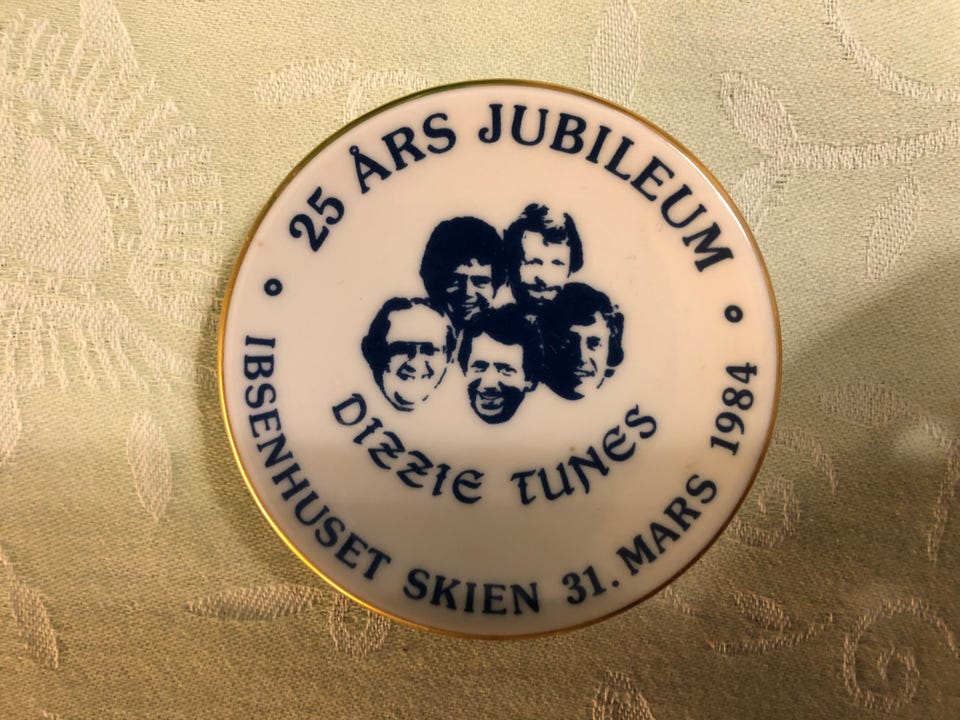 25 ÅRS JUBILEUM
DIZZIE TUNES
IBSENHUSET SKIEN 31. MARS 1984